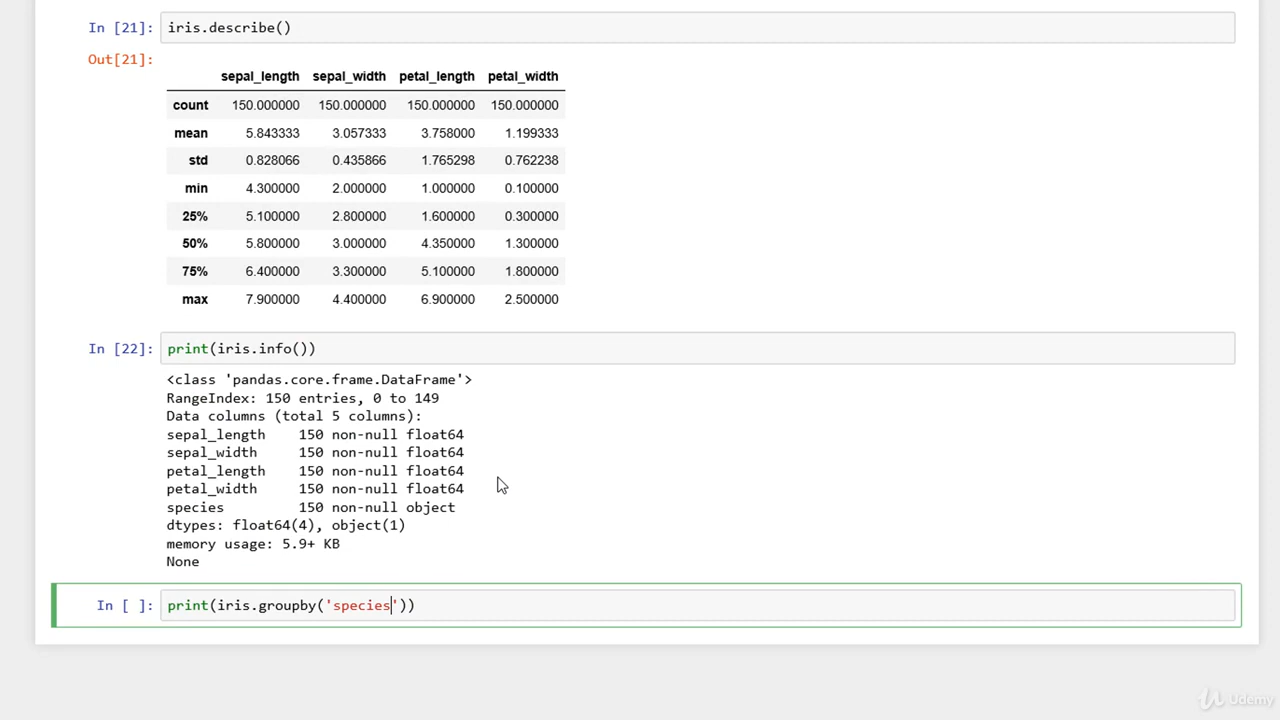 In [21]: iris.describe()
Out[21]:
sepal_length sepal_width petal_length petal_width
count 150.000000 150.000000 150.000000 150.000000
mean 5.843333 3.057333 3.758000 1.199333
std 0.828066 0.435866 1.765298 0.762238
min 4.300000 2.000000 1.000000 0.100000
25% 5.100000 2.800000 1.600000 0.300000
50% 5.800000 3.000000 4.350000 1.300000
75% 6.400000 3.300000 5.100000 1.800000
max 7.900000 4.400000 6.900000 2.500000
In [22]: print(iris.info())
<class 'pandas.core.frame.DataFrame'>
RangeIndex: 150 entries, 0 to 149
Data columns (total 5 columns):
sepal_length    150 non-null float64
sepal_width     150 non-null float64
petal_length    150 non-null float64
petal_width     150 non-null float64
species         150 non-null object
dtypes: float64(4), object(1)
memory usage: 5.9+ KB
None
In [ ]: print(iris.groupby('species'))
Udemy